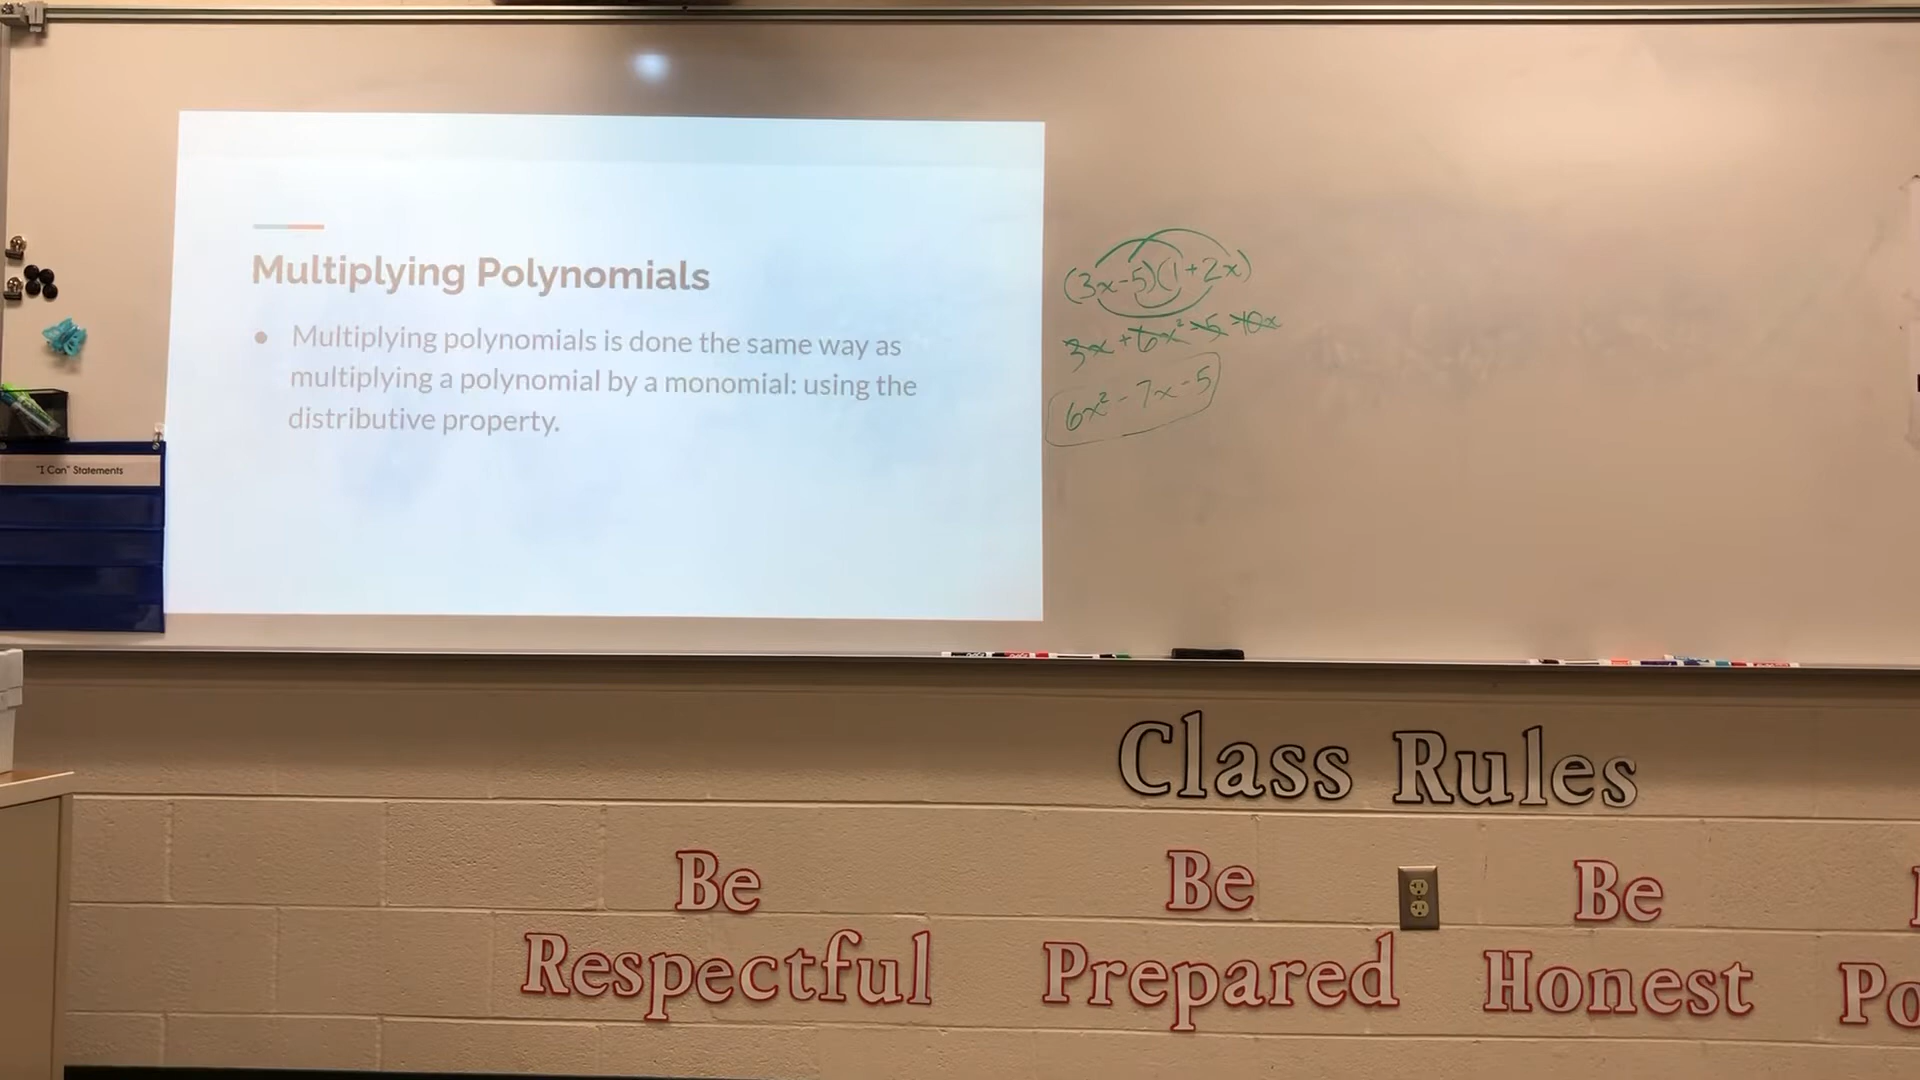 Multiplying Polynomials
● Multiplying polynomials is done the same way as
multiplying a polynomial by a monomial: using the
distributive property.
(3x-5)(1+2x)
3x+6x²-5-10x
6x²-7x-5
"I Can" Statements
Class Rules
Be
Respectful
Be
Prepared
Be
Honest
Po